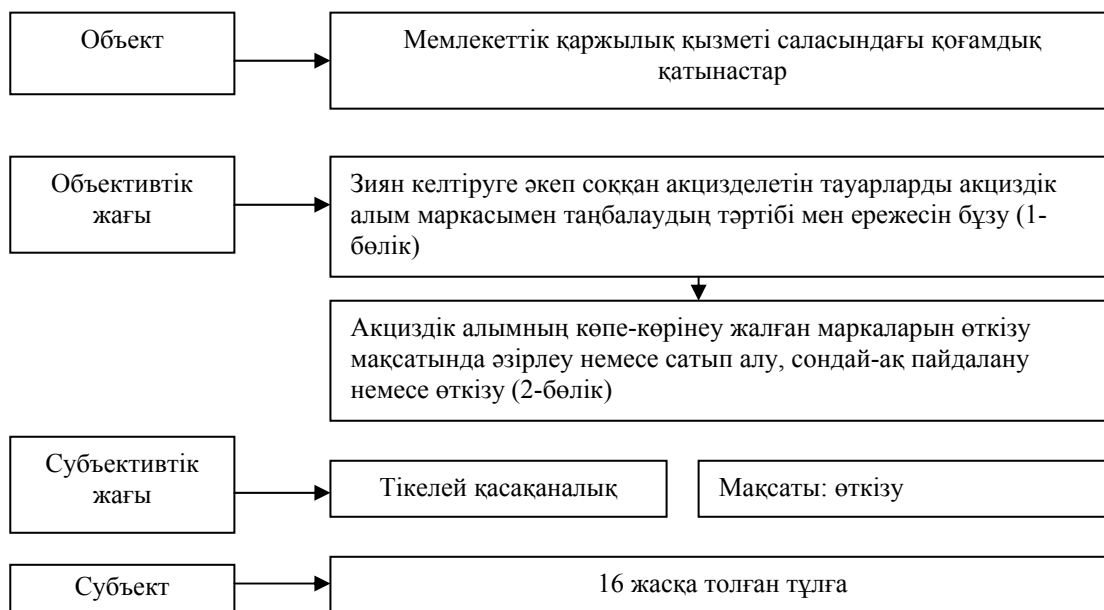 Объект
Мемлекеттік қаржылық қызметі саласындағы қоғамдық
қатынастар
Объективтік
жағы
Зиян келтіруге әкеп соққан акцизделетін тауарларды акциздік
алым маркасымен таңбалаудың тәртібі мен ережесін бұзу (1-
бөлік)
Акциздік алымның көпе-көрінеу жалған маркаларын өткізу
мақсатында әзірлеу немесе сатып алу, сондай-ақ пайдалану
немесе өткізу (2-бөлік)
Субъективтік
жағы
Тікелей қасақаналық
Мақсаты: өткізу
Субъект
16 жасқа толған тұлға